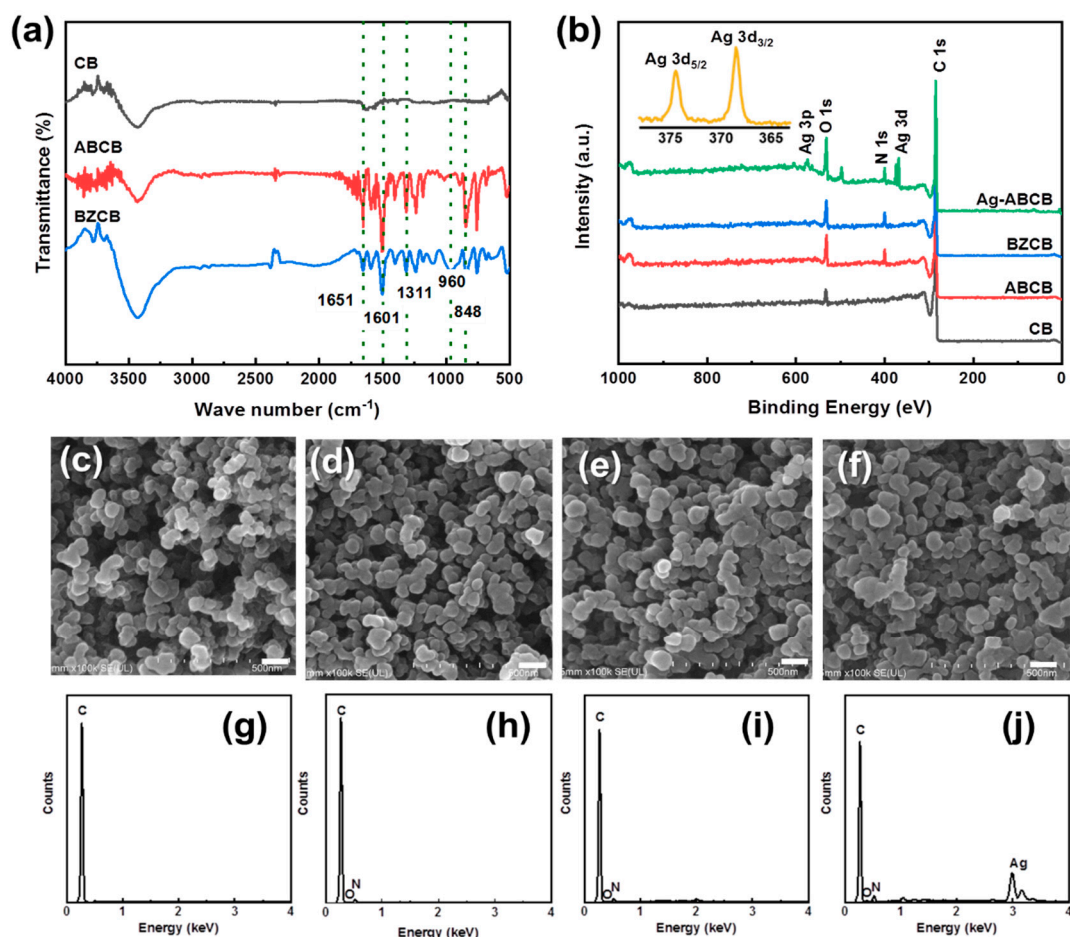 (a)
CB
ABCB
BZCB
1651
1601
1311
960
848
Transmittance (%)
4000 3500 3000 2500 2000 1500 1000 500
Wave number (cm⁻¹)
(b)
Ag 3d₅/₂
Ag 3d₃/₂
375 370 365
Ag 3p
O 1s
N 1s
Ag 3d
C 1s
Ag-ABCB
BZCB
ABCB
CB
Intensity (a.u.)
1000 800 600 400 200 0
Binding Energy (eV)
(c)
mm x100k SE(UL)
500nm
(d)
mm x100k SE(UL)
500nm
(e)
5mm x100k SE(UL)
500nm
(f)
5mm x100k SE(UL)
500nm
(g)
C
Counts
0 1 2 3 4
Energy (keV)
(h)
C
O N
Counts
0 1 2 3 4
Energy (keV)
(i)
C
O N
Counts
0 1 2 3 4
Energy (keV)
(j)
C
O N
Ag
Counts
0 1 2 3 4
Energy (keV)